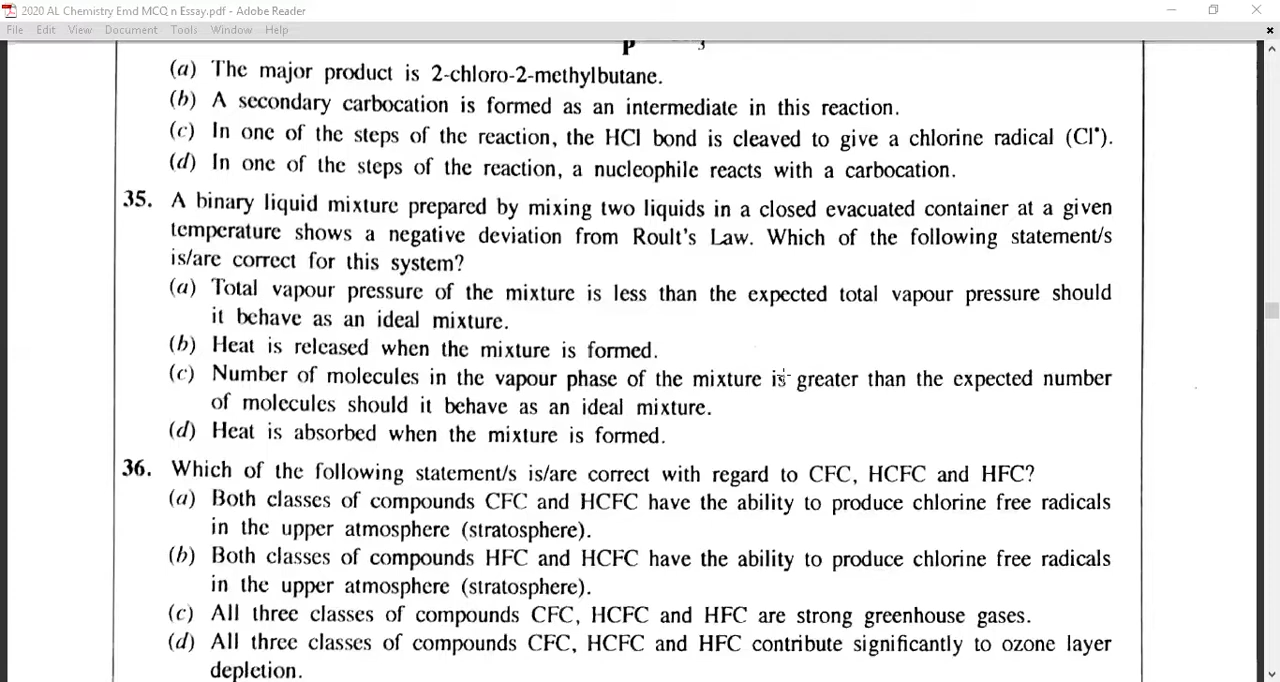 2020 AL Chemistry Emd MCQ n Essay.pdf - Adobe Reader
File Edit View Document Tools Window Help
(a) The major product is 2-chloro-2-methylbutane.
(b) A secondary carbocation is formed as an intermediate in this reaction.
(c) In one of the steps of the reaction, the HCl bond is cleaved to give a chlorine radical (Cl•).
(d) In one of the steps of the reaction, a nucleophile reacts with a carbocation.
35. A binary liquid mixture prepared by mixing two liquids in a closed evacuated container at a given
temperature shows a negative deviation from Roult's Law. Which of the following statement/s
is/are correct for this system?
(a) Total vapour pressure of the mixture is less than the expected total vapour pressure should
it behave as an ideal mixture.
(b) Heat is released when the mixture is formed.
(c) Number of molecules in the vapour phase of the mixture is greater than the expected number
of molecules should it behave as an ideal mixture.
(d) Heat is absorbed when the mixture is formed.
36. Which of the following statement/s is/are correct with regard to CFC, HCFC and HFC?
(a) Both classes of compounds CFC and HCFC have the ability to produce chlorine free radicals
in the upper atmosphere (stratosphere).
(b) Both classes of compounds HFC and HCFC have the ability to produce chlorine free radicals
in the upper atmosphere (stratosphere).
(c) All three classes of compounds CFC, HCFC and HFC are strong greenhouse gases.
(d) All three classes of compounds CFC, HCFC and HFC contribute significantly to ozone layer
depletion.